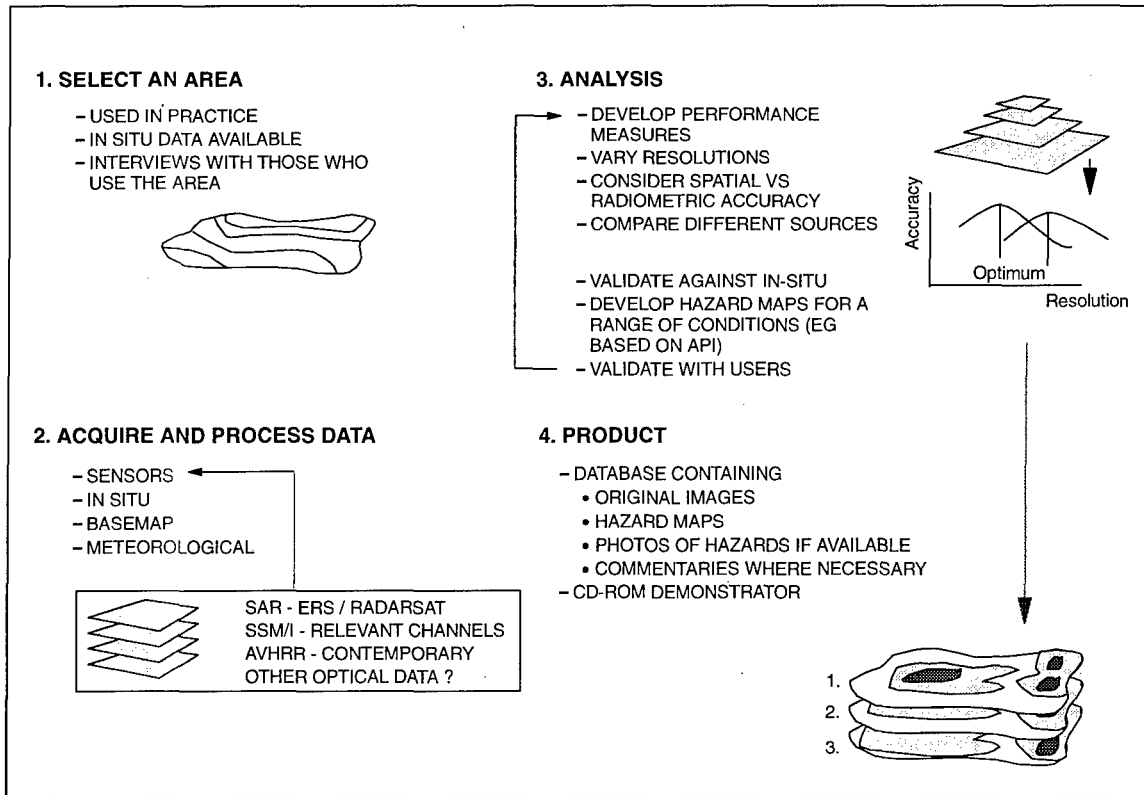 1. SELECT AN AREA
– USED IN PRACTICE
– IN SITU DATA AVAILABLE
– INTERVIEWS WITH THOSE WHO
USE THE AREA
2. ACQUIRE AND PROCESS DATA
– SENSORS
– IN SITU
– BASEMAP
– METEOROLOGICAL
SAR - ERS / RADARSAT
SSM/I - RELEVANT CHANNELS
AVHRR - CONTEMPORARY
OTHER OPTICAL DATA ?
3. ANALYSIS
– DEVELOP PERFORMANCE
MEASURES
– VARY RESOLUTIONS
– CONSIDER SPATIAL VS
RADIOMETRIC ACCURACY
– COMPARE DIFFERENT SOURCES
– VALIDATE AGAINST IN-SITU
– DEVELOP HAZARD MAPS FOR A
RANGE OF CONDITIONS (EG
BASED ON API)
– VALIDATE WITH USERS
Accuracy
Optimum
Resolution
4. PRODUCT
– DATABASE CONTAINING
• ORIGINAL IMAGES
• HAZARD MAPS
• PHOTOS OF HAZARDS IF AVAILABLE
• COMMENTARIES WHERE NECESSARY
– CD-ROM DEMONSTRATOR
1.
2.
3.